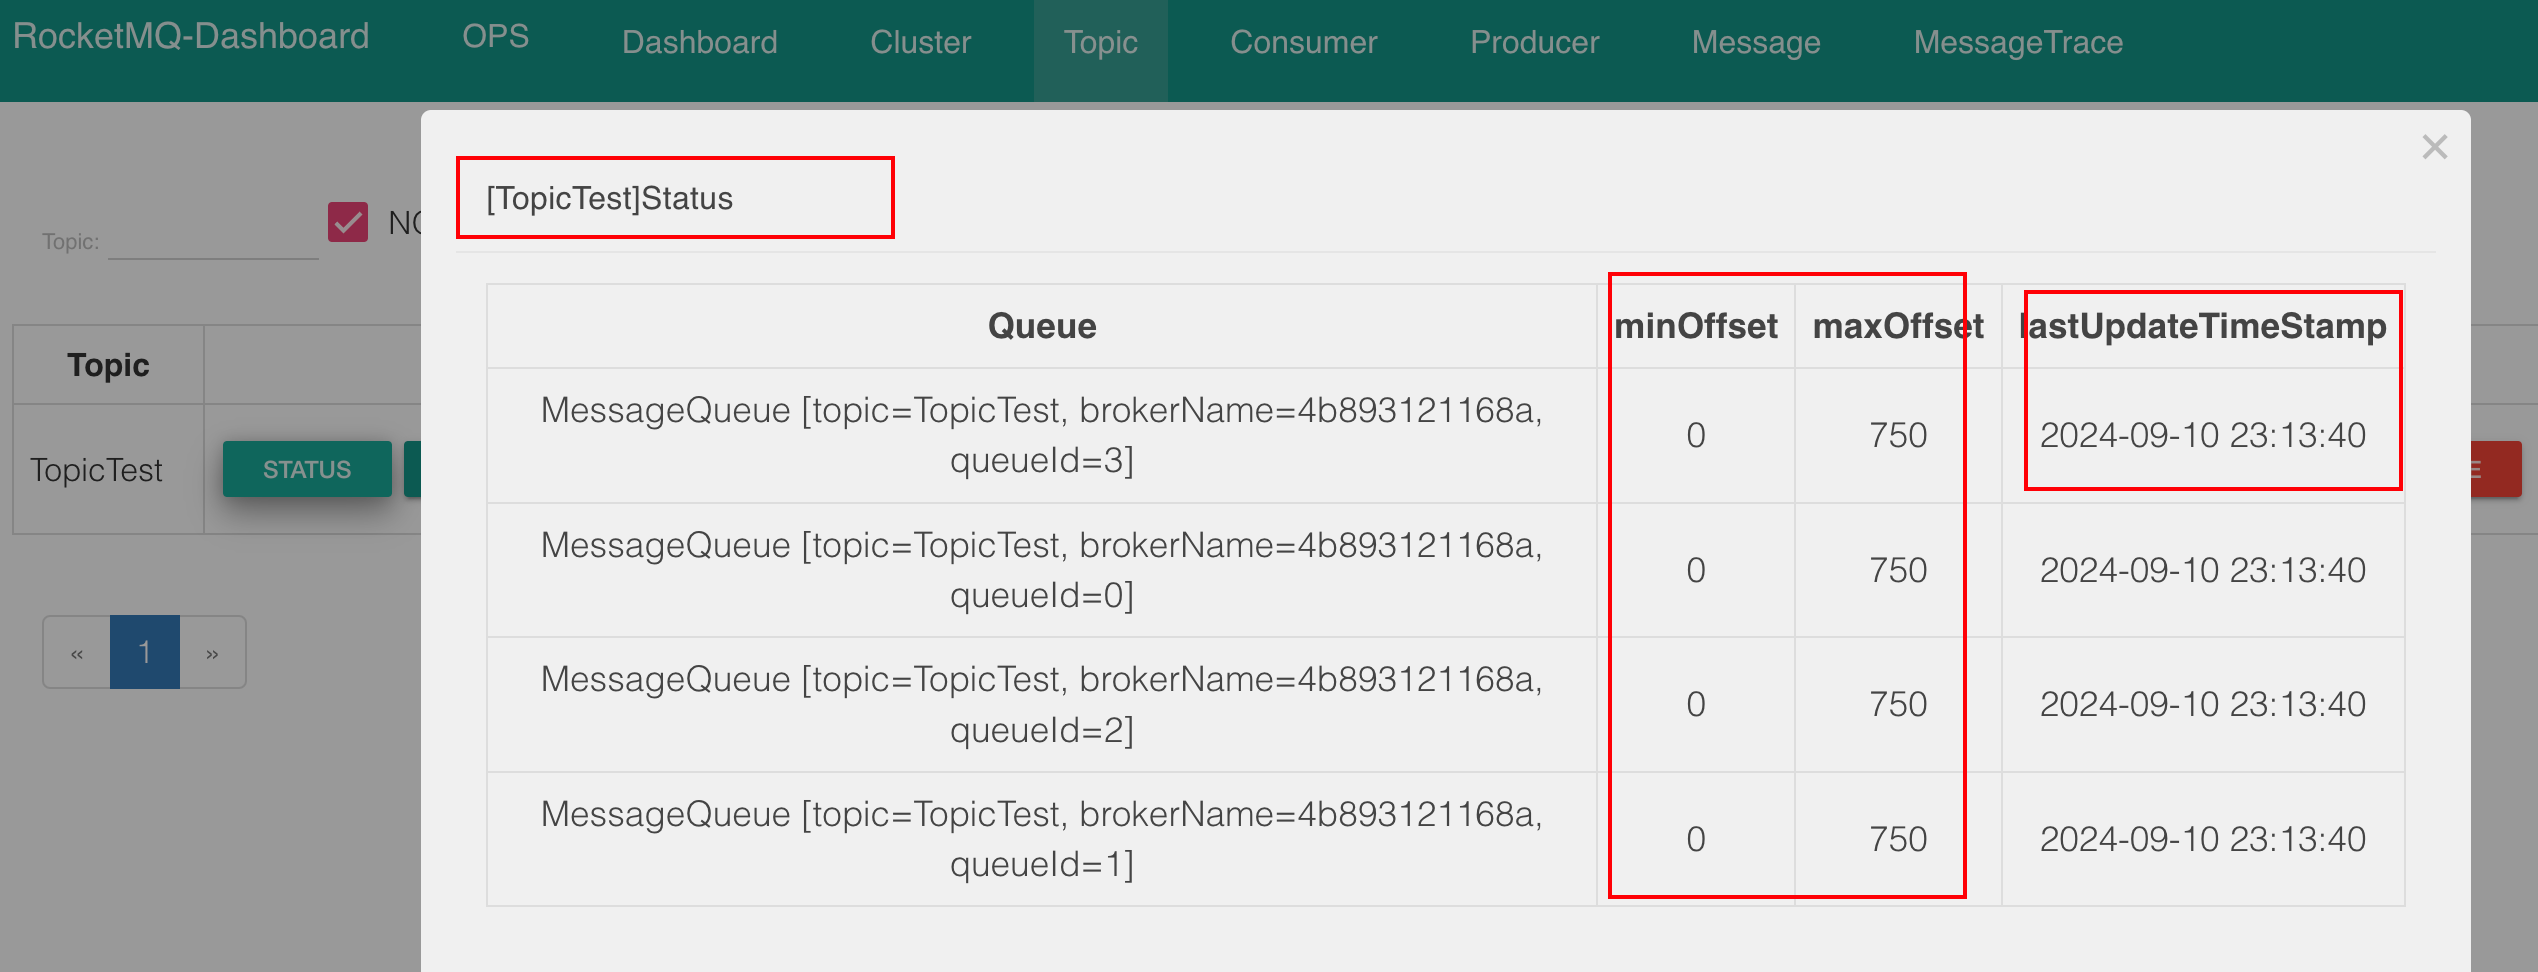 RocketMQ-Dashboard OPS Dashboard Cluster Topic Consumer Producer Message MessageTrace
×
[TopicTest]Status
Topic:
Topic
TopicTest STATUS
« 1 »
Queue minOffset maxOffset lastUpdateTimeStamp
MessageQueue [topic=TopicTest, brokerName=4b893121168a,
queueId=3] 0 750 2024-09-10 23:13:40
MessageQueue [topic=TopicTest, brokerName=4b893121168a,
queueId=0] 0 750 2024-09-10 23:13:40
MessageQueue [topic=TopicTest, brokerName=4b893121168a,
queueId=2] 0 750 2024-09-10 23:13:40
MessageQueue [topic=TopicTest, brokerName=4b893121168a,
queueId=1] 0 750 2024-09-10 23:13:40